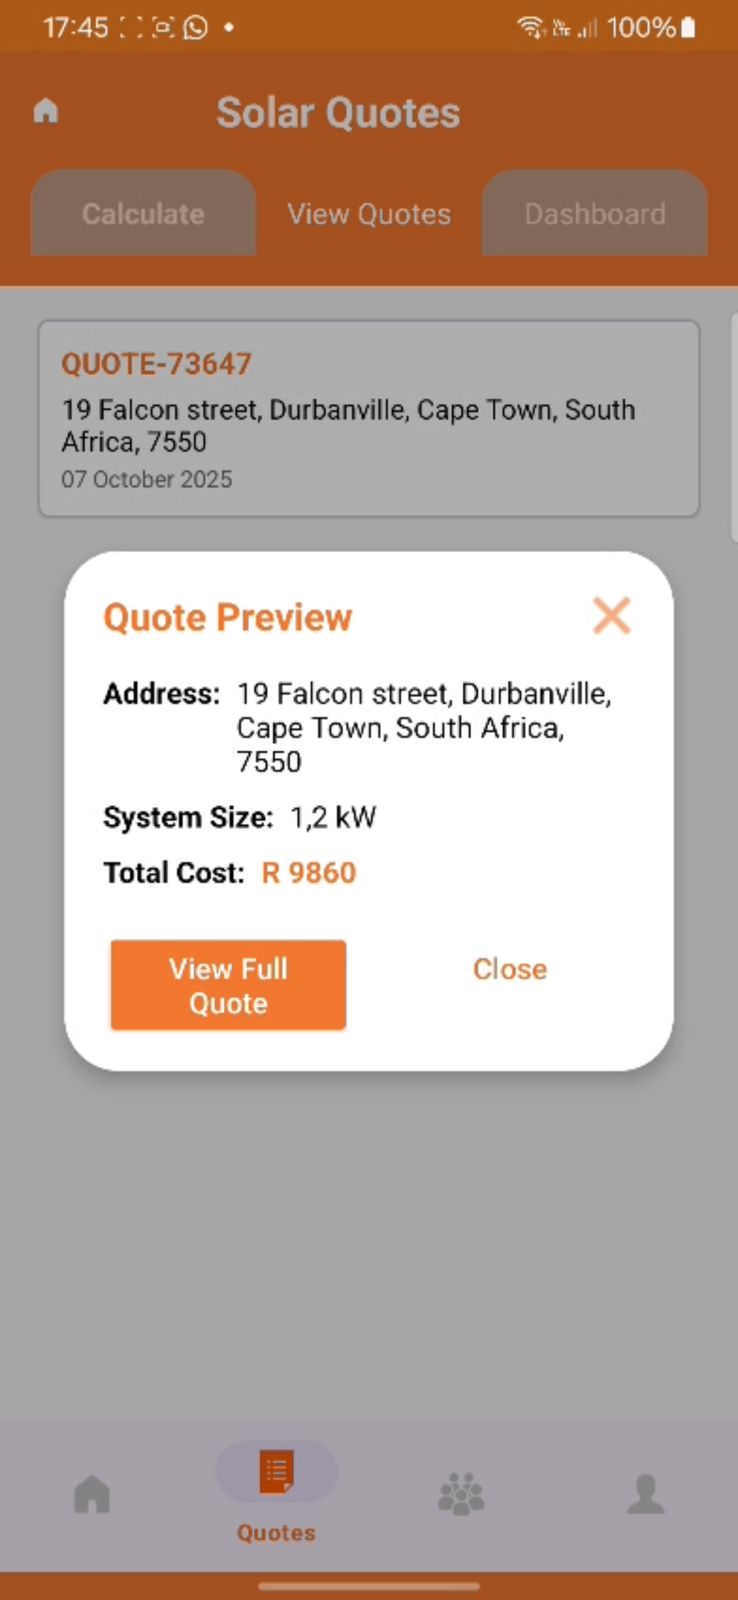 17:45
100%
Solar Quotes
Calculate
View Quotes
Dashboard
QUOTE-73647
19 Falcon street, Durbanville, Cape Town, South
Africa, 7550
07 October 2025
Quote Preview
Address: 19 Falcon street, Durbanville,
Cape Town, South Africa,
7550
System Size: 1,2 kW
Total Cost: R 9860
View Full
Quote
Close
Quotes